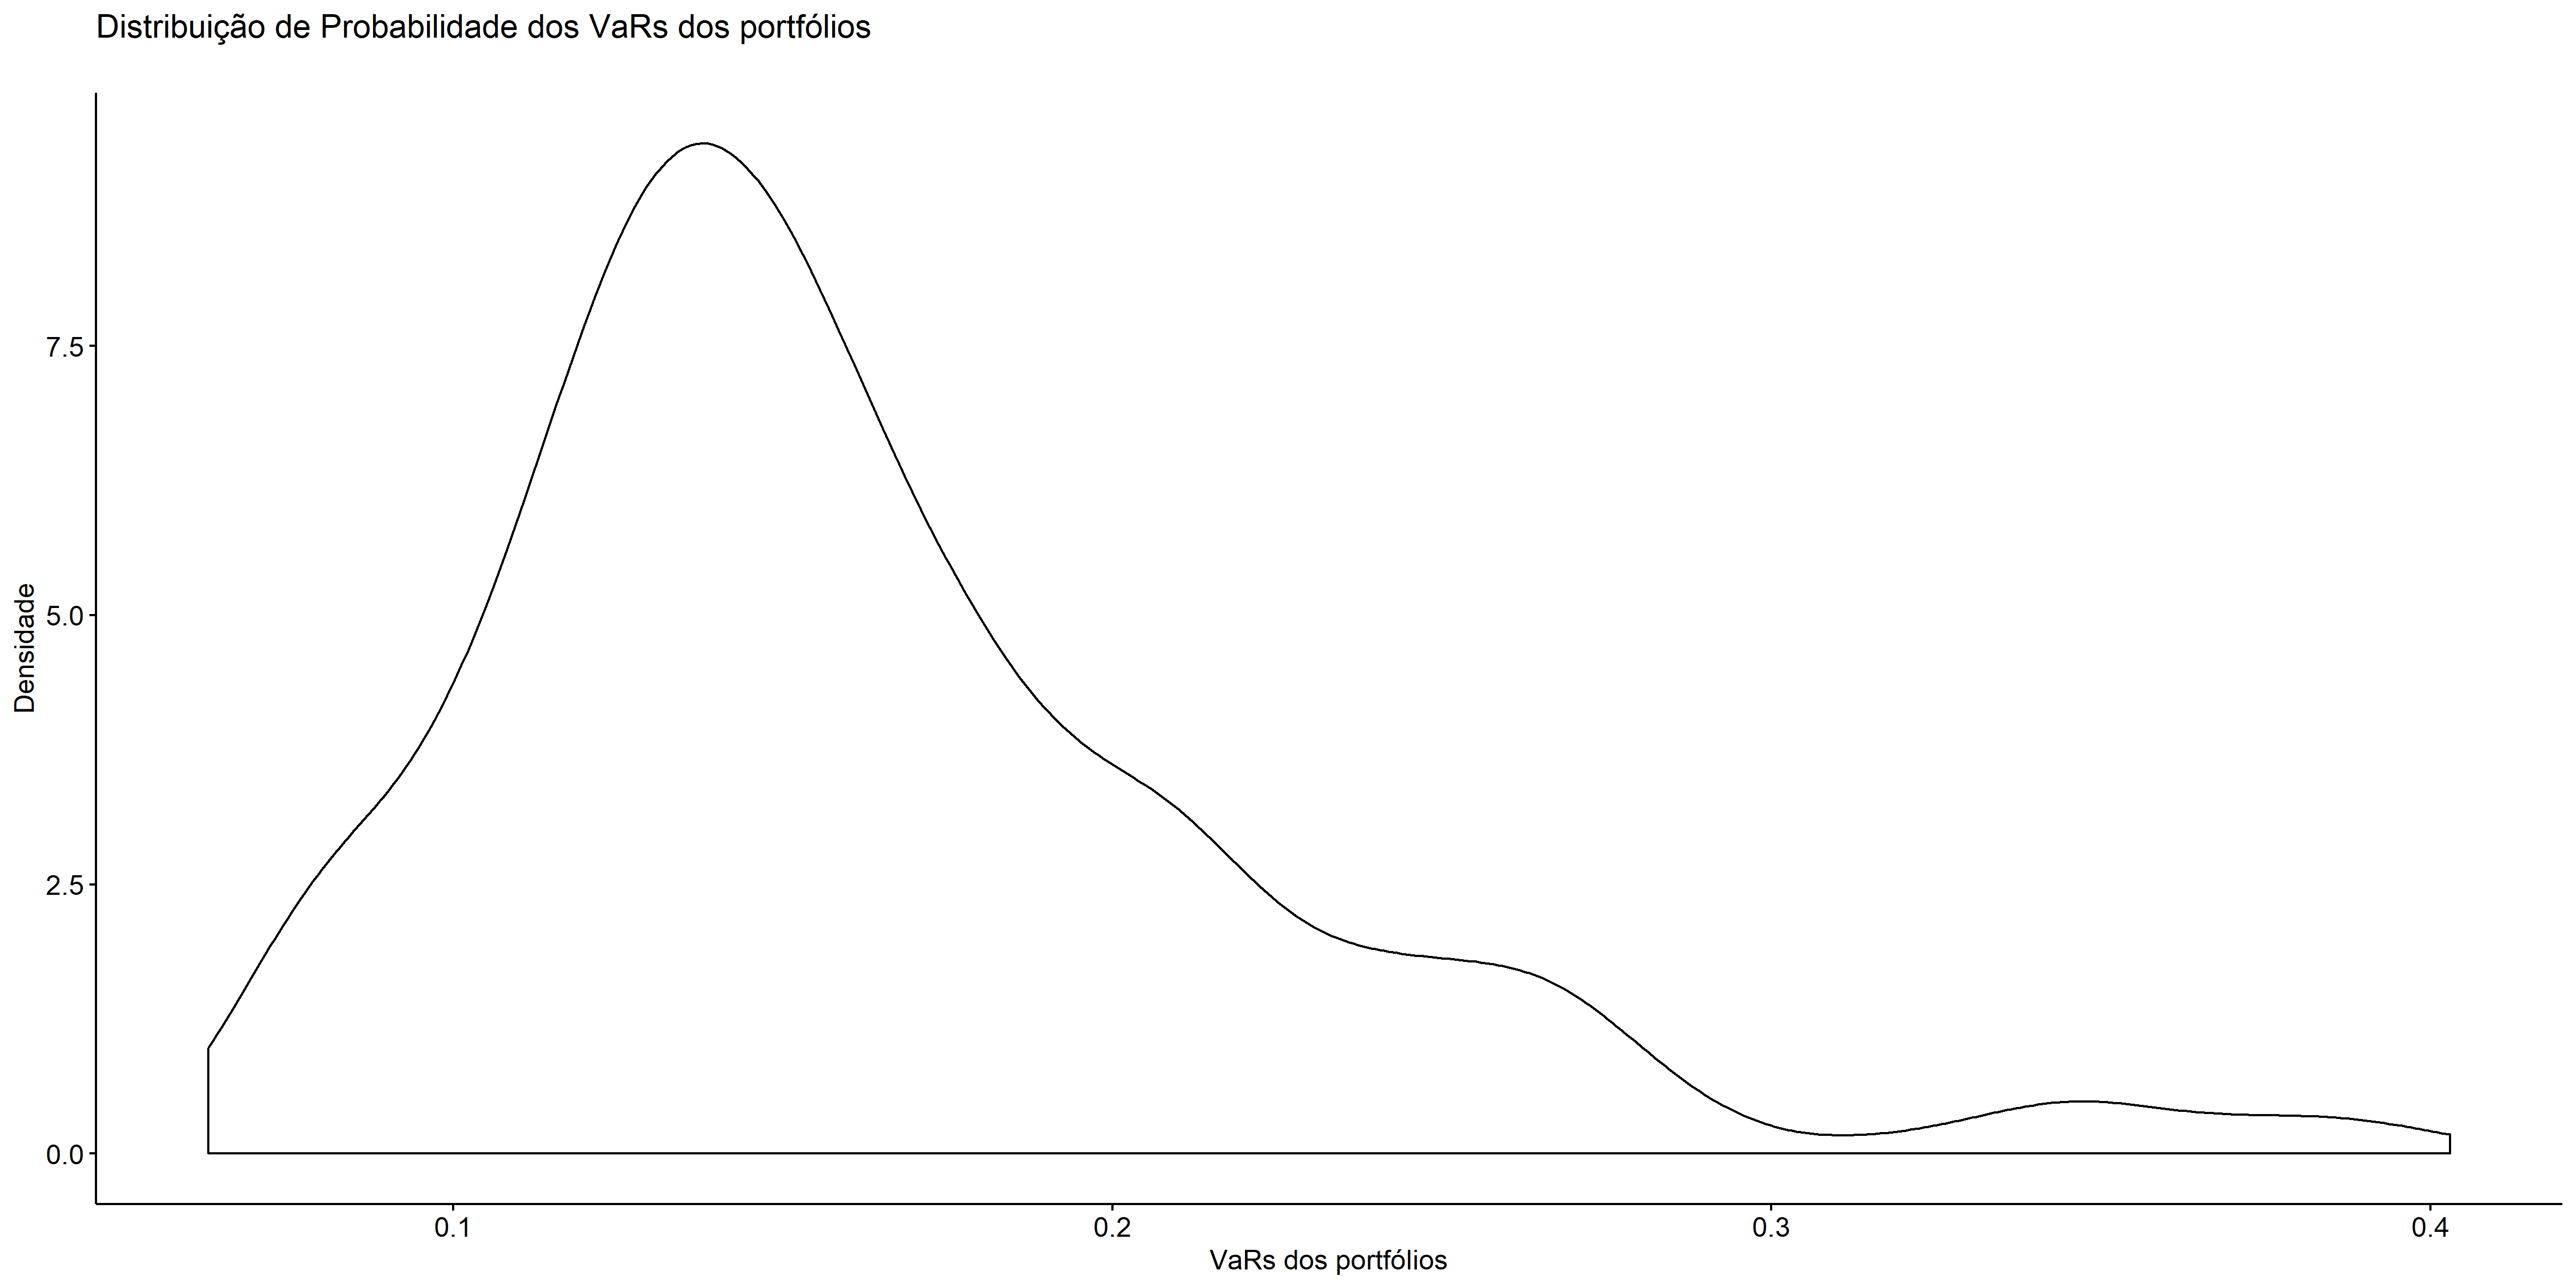 Distribuição de Probabilidade dos VaRs dos portfólios
Densidade
7.5
5.0
2.5
0.0
0.1
0.2
0.3
0.4
VaRs dos portfólios